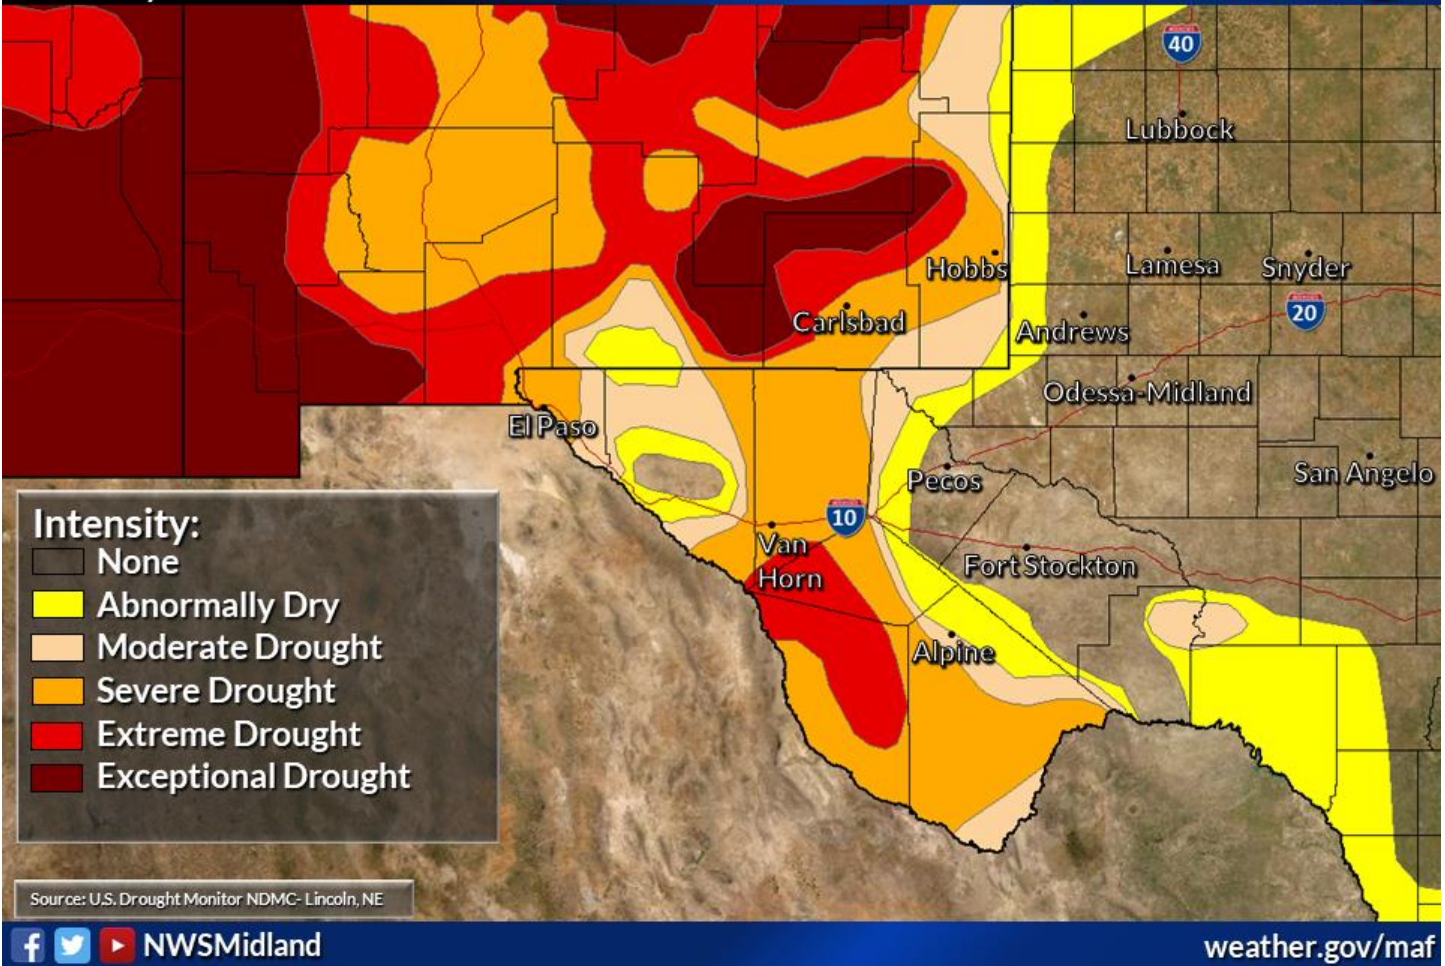 40
Lubbock
Hobbs
Lamesa
Snyder
20
Carlsbad
Andrews
Odessa-Midland
El Paso
San Angelo
Pecos
10
Van
Horn
Fort Stockton
Alpine
Intensity:
None
Abnormally Dry
Moderate Drought
Severe Drought
Extreme Drought
Exceptional Drought
Source: U.S. Drought Monitor NDMC- Lincoln, NE
NWSMidland
weather.gov/maf